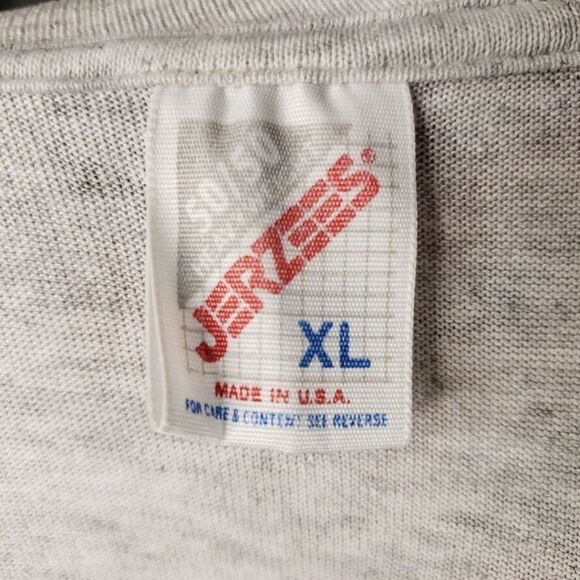 50/50
JERZEES®
XL
MADE IN U.S.A.
FOR CARE & CONTENT SEE REVERSE